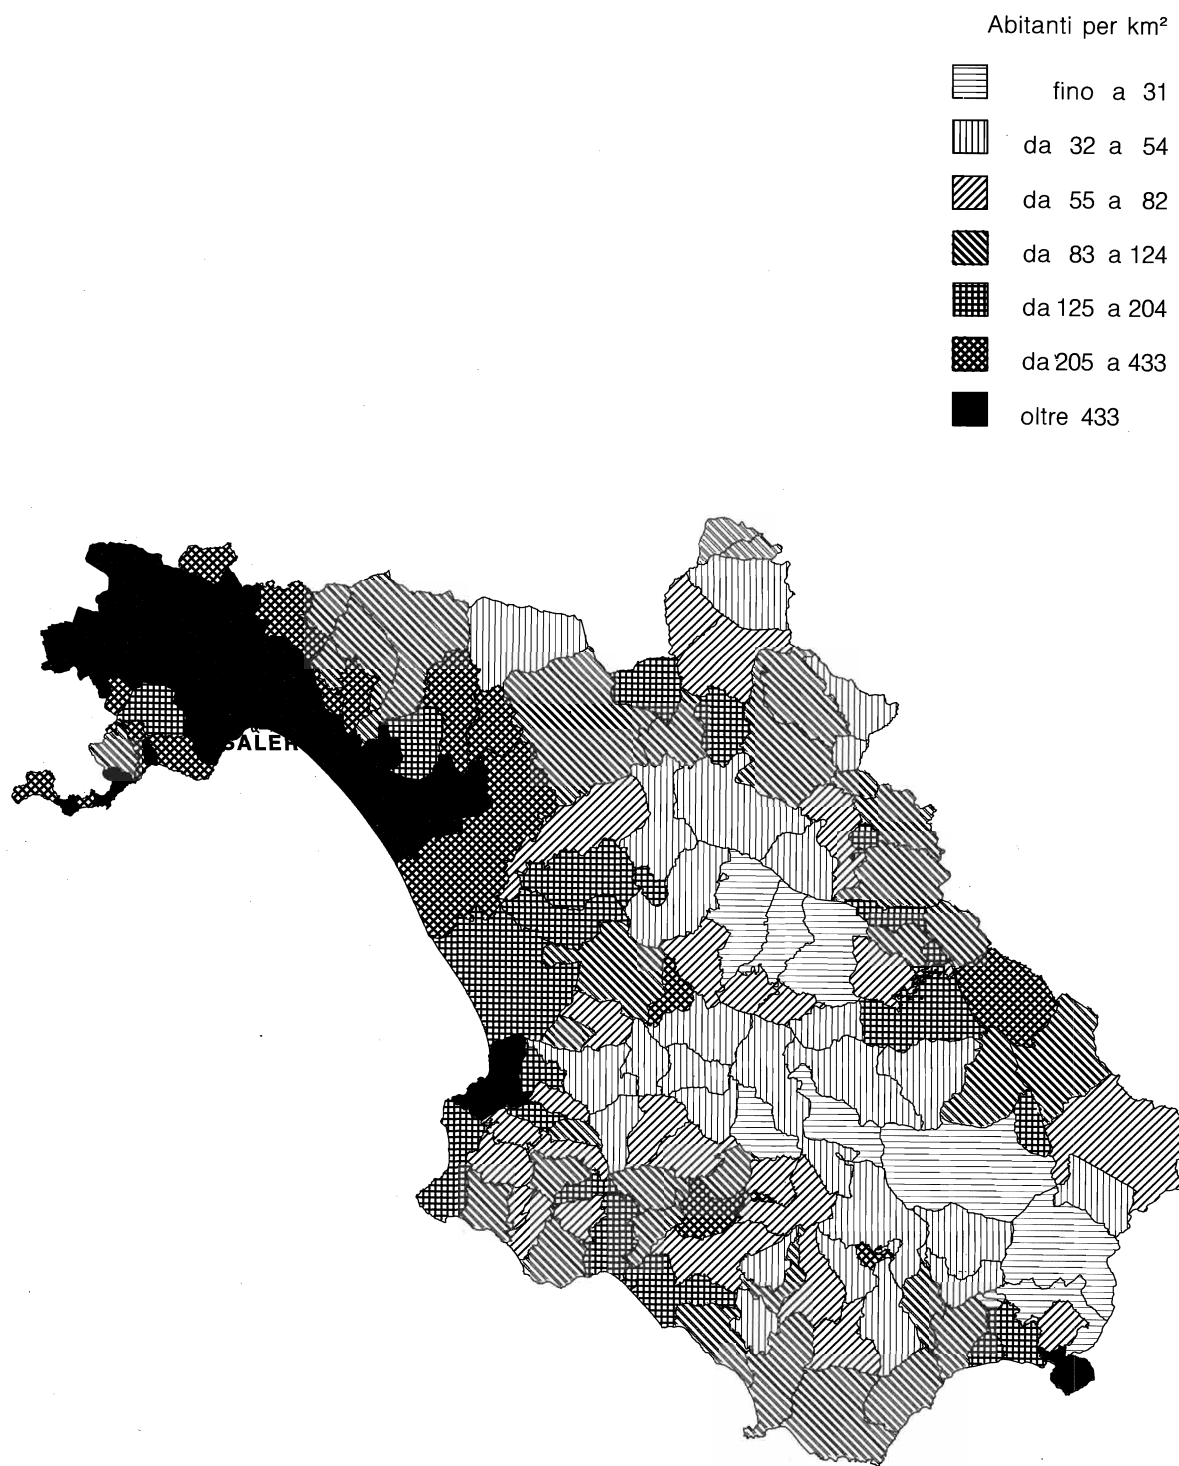 Abitanti per km²
fino a 31
da 32 a 54
da 55 a 82
da 83 a 124
da 125 a 204
da 205 a 433
oltre 433
SALER